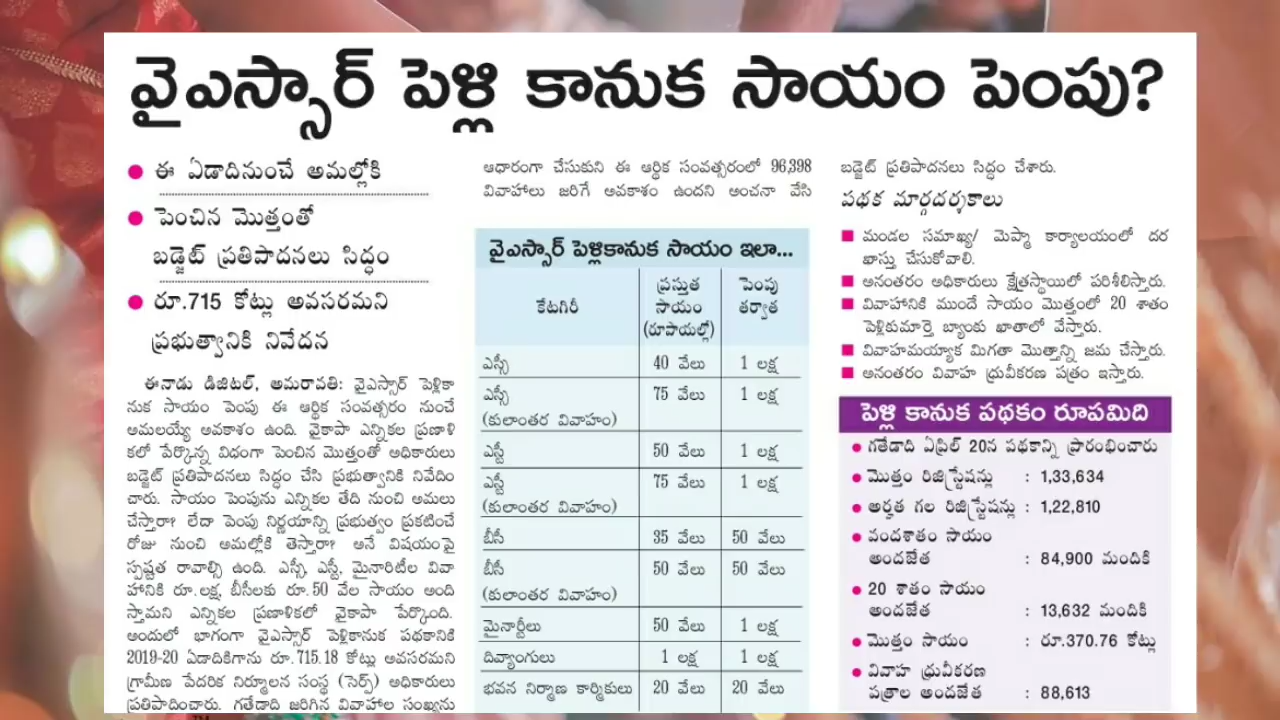 వైఎస్సార్ పెళ్లి కానుక సాయం పెంపు?
● ఈ ఏడాదినుంచే అమల్లోకి
● పెంచిన మొత్తంతో
బడ్జెట్ ప్రతిపాదనలు సిద్ధం
● రూ.715 కోట్లు అవసరమని
ప్రభుత్వానికి నివేదన
ఈనాడు డిజిటల్, అమరావతి: వైఎస్సార్ పెళ్లికా
నుక సాయం పెంపు ఈ ఆర్థిక సంవత్సరం నుంచే
అమలయ్యే అవకాశం ఉంది. వైకాపా ఎన్నికల ప్రణాళి
కలో పేర్కొన్న విధంగా పెంచిన మొత్తంతో అధికారులు
బడ్జెట్ ప్రతిపాదనలు సిద్ధం చేసి ప్రభుత్వానికి నివేదిం
చారు. సాయం పెంపును ఎన్నికల తేది నుంచి అమలు
చేస్తారా? లేదా పెంపు నిర్ణయాన్ని ప్రభుత్వం ప్రకటించే
రోజు నుంచి అమల్లోకి తెస్తారా? అనే విషయంపై
స్పష్టత రావాల్సి ఉంది. ఎస్సీ, ఎస్టీ, మైనారిటీల వివా
హానికి రూ.లక్ష, బీసీలకు రూ.50 వేల సాయం అంది
స్తామని ఎన్నికల ప్రణాళికలో వైకాపా పేర్కొంది.
అందులో భాగంగా వైఎస్సార్ పెళ్లికానుక పథకానికి
2019-20 ఏడాదికిగాను రూ.715.18 కోట్లు అవసరమని
గ్రామీణ పేదరిక నిర్మూలన సంస్థ (సెర్ప్) అధికారులు
ప్రతిపాదించారు. గతేడాది జరిగిన వివాహాల సంఖ్యను
ఆధారంగా చేసుకుని ఈ ఆర్థిక సంవత్సరంలో 96,398
వివాహాలు జరిగే అవకాశం ఉందని అంచనా వేసి
వైఎస్సార్ పెళ్లికానుక సాయం ఇలా...
కేటగిరీ ప్రస్తుత సాయం (రూపాయల్లో) పెంపు తర్వాత
ఎస్సీ 40 వేలు 1 లక్ష
ఎస్సీ (కులాంతర వివాహం) 75 వేలు 1 లక్ష
ఎస్టీ 50 వేలు 1 లక్ష
ఎస్టీ (కులాంతర వివాహం) 75 వేలు 1 లక్ష
బీసీ 35 వేలు 50 వేలు
బీసీ (కులాంతర వివాహం) 50 వేలు 50 వేలు
మైనార్టీలు 50 వేలు 1 లక్ష
దివ్యాంగులు 1 లక్ష 1 లక్ష
భవన నిర్మాణ కార్మికులు 20 వేలు 20 వేలు
బడ్జెట్ ప్రతిపాదనలు సిద్ధం చేశారు.
పథక మార్గదర్శకాలు
■ మండల సమాఖ్య/ మెప్మా కార్యాలయంలో దర
ఖాస్తు చేసుకోవాలి.
■ అనంతరం అధికారులు క్షేత్రస్థాయిలో పరిశీలిస్తారు.
■ వివాహానికి ముందే సాయం మొత్తంలో 20 శాతం
పెళ్లికుమార్తె బ్యాంకు ఖాతాలో వేస్తారు.
■ వివాహమయ్యాక మిగతా మొత్తాన్ని జమ చేస్తారు.
■ అనంతరం వివాహ ధ్రువీకరణ పత్రం ఇస్తారు.
పెళ్లి కానుక పథకం రూపమిది
● గతేడాది ఏప్రిల్ 20న పథకాన్ని ప్రారంభించారు
● మొత్తం రిజిస్ట్రేషన్లు : 1,33,634
● అర్హత గల రిజిస్ట్రేషన్లు : 1,22,810
● వందశాతం సాయం
అందజేత : 84,900 మందికి
● 20 శాతం సాయం
అందజేత : 13,632 మందికి
● మొత్తం సాయం : రూ.370.76 కోట్లు
● వివాహ ధ్రువీకరణ
పత్రాల అందజేత : 88,613